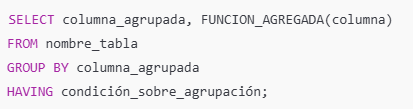 SELECT columna_agrupada, FUNCION_AGREGADA(columna)
FROM nombre_tabla
GROUP BY columna_agrupada
HAVING condición_sobre_agrupación;